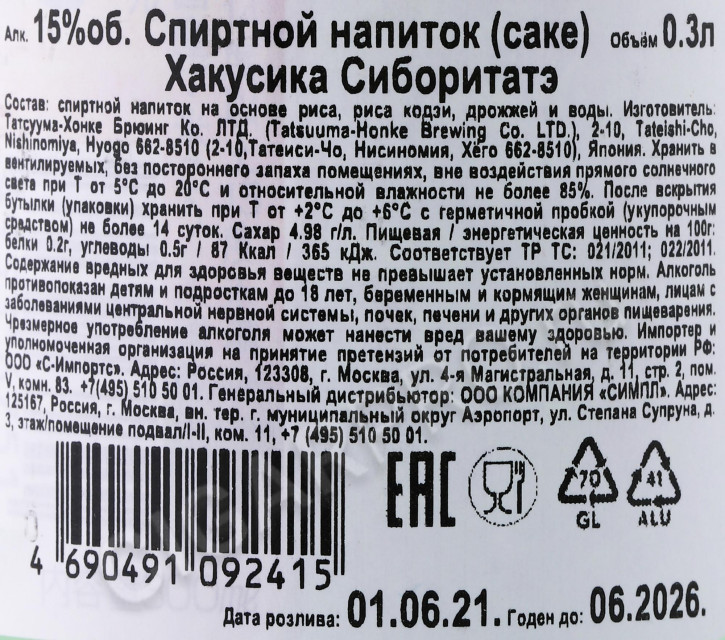 Алк. 15%об. Спиртной напиток (саке) Объём 0.3л
Хакусика Сиборитатэ
Состав: спиртной напиток на основе риса, риса кодзи, дрожжей и воды. Изготовитель:
Татсуума-Хонке Брюинг Ко. ЛТД. (Tatsuuma-Honke Brewing Co. LTD.), 2-10, Tateishi-Cho,
Nishinomiya, Hyogo 662-8510 (2-10,Татеиси-Чо, Нисиномия, Хёго 662-8510), Япония. Хранить в
вентилируемых, без постороннего запаха помещениях, вне воздействия прямого солнечного
света при Т от 5°С до 20°С и относительной влажности не более 85%. После вскрытия
бутылки (упаковки) хранить при Т от +2°С до +6°С с герметичной пробкой (укупорочным
средством) не более 14 суток. Сахар 4.98 г/л. Пищевая / энергетическая ценность на 100г:
белки 0.2г, углеводы 0.5г / 87 Ккал / 365 кДж. Соответствует ТР ТС: 021/2011; 022/2011.
Содержание вредных для здоровья веществ не превышает установленных норм. Алкоголь
противопоказан детям и подросткам до 18 лет, беременным и кормящим женщинам, лицам с
заболеваниями центральной нервной системы, почек, печени и других органов пищеварения.
Чрезмерное употребление алкоголя может нанести вред вашему здоровью. Импортер и
уполномоченная организация на принятие претензий от потребителей на территории РФ:
ООО «С-Импортс». Адрес: Россия, 123308, г. Москва, ул. 4-я Магистральная, д. 11, стр. 2, пом.
V, комн. 83. +7(495) 510 50 01. Генеральный дистрибьютор: ООО КОМПАНИЯ «СИМПЛ». Адрес:
125167, Россия, г. Москва, вн. тер. г. муниципальный округ Аэропорт, ул. Степана Супруна, д.
3, этаж/помещение подвал/I-II, ком. 11, +7 (495) 510 50 01.
EAC
70
GL
41
ALU
4 690491 092415
Дата розлива: 01.06.21. Годен до: 06.2026.